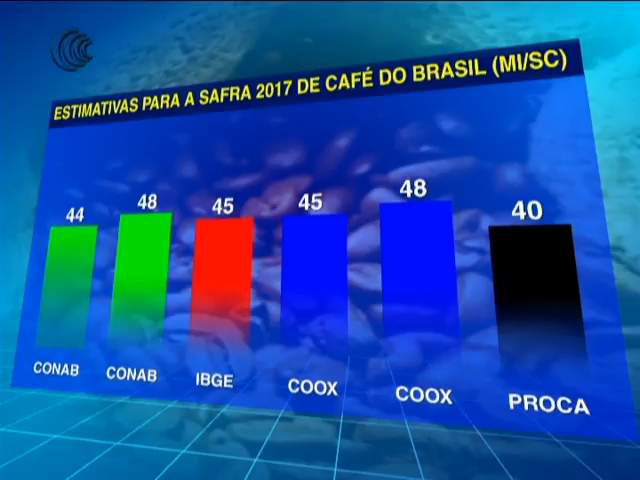 ESTIMATIVAS PARA A SAFRA 2017 DE CAFÉ DO BRASIL (MI/SC)
44 48 45 45 48 40
CONAB CONAB IBGE COOX COOX PROCA